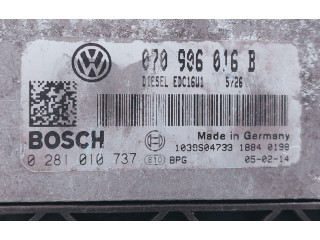 070 906 016 B
DIESEL EDC16U1 5/26
BOSCH
Made in Germany
1039S04733 1884 0198
0 281 010 737 BPG 05-02-14